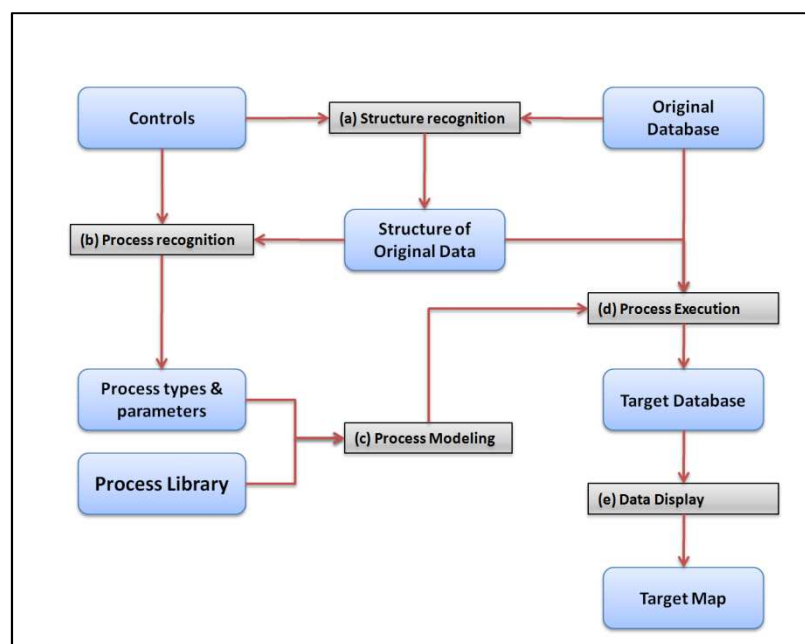 Controls
(a) Structure recognition
Original
Database
(b) Process recognition
Structure of
Original Data
(d) Process Execution
Process types &
parameters
Target Database
(c) Process Modeling
Process Library
(e) Data Display
Target Map